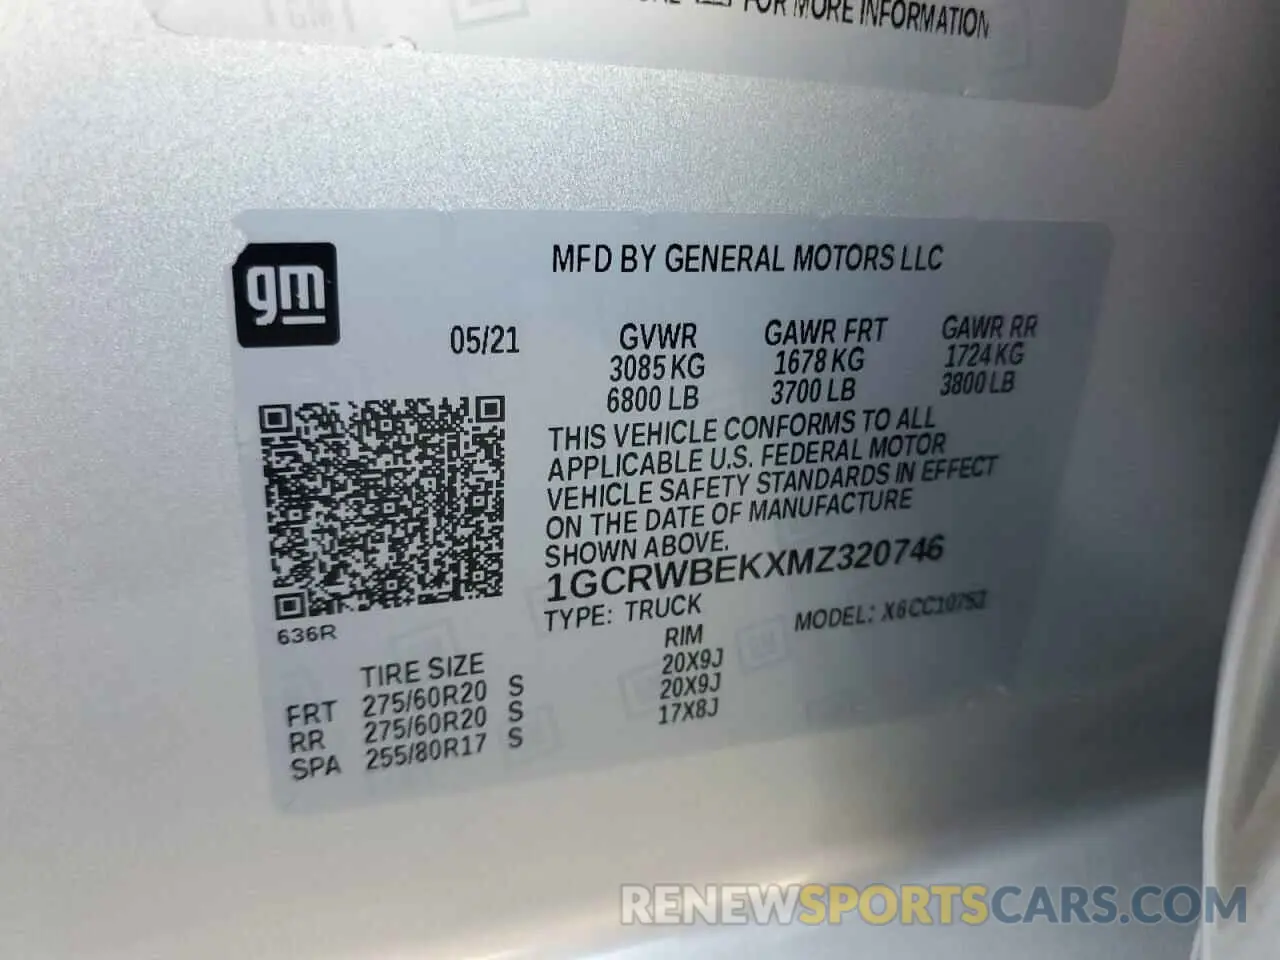 FOR MORE INFORMATION
gm
MFD BY GENERAL MOTORS LLC
05/21
GVWR GAWR FRT GAWR RR
3085 KG 1678 KG 1724 KG
6800 LB 3700 LB 3800 LB
THIS VEHICLE CONFORMS TO ALL
APPLICABLE U.S. FEDERAL MOTOR
VEHICLE SAFETY STANDARDS IN EFFECT
ON THE DATE OF MANUFACTURE
SHOWN ABOVE.
1GCRWBEKXMZ320746
TYPE: TRUCK MODEL:
636R
TIRE SIZE RIM
FRT 275/60R20 S 20X9J
RR 275/60R20 S 20X9J
SPA 255/80R17 S 17X8J
RENEWSPORTSCARS.COM